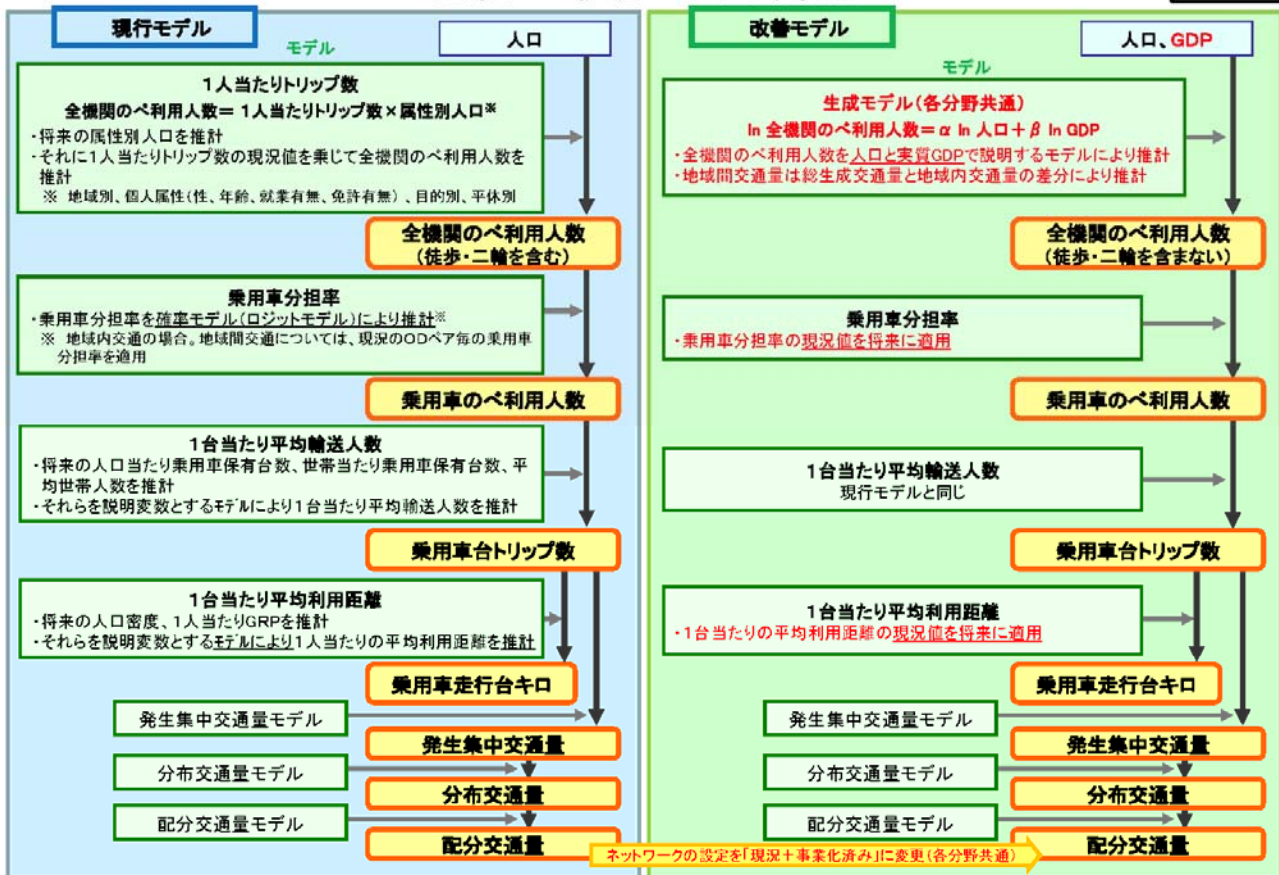 現行モデル
モデル
人口
1人当たりトリップ数
全機関のべ利用人数= 1人当たりトリップ数×属性別人口※
・将来の属性別人口を推計
・それに1人当たりトリップ数の現況値を乗じて全機関のべ利用人数を
推計
※ 地域別、個人属性(性、年齢、就業有無、免許有無)、目的別、平休別
全機関のべ利用人数
(徒歩・二輪を含む)
乗用車分担率
・乗用車分担率を確率モデル(ロジットモデル)により推計※
※ 地域内交通の場合。地域間交通については、現況のODペア毎の乗用車
分担率を適用
乗用車のべ利用人数
1台当たり平均輸送人数
・将来の人口当たり乗用車保有台数、世帯当たり乗用車保有台数、平
均世帯人数を推計
・それらを説明変数とするモデルにより1台当たり平均輸送人数を推計
乗用車台トリップ数
1台当たり平均利用距離
・将来の人口密度、1人当たりGRPを推計
・それらを説明変数とするモデルにより1人当たりの平均利用距離を推計
乗用車走行台キロ
発生集中交通量モデル
発生集中交通量
分布交通量モデル
分布交通量
配分交通量モデル
配分交通量
改善モデル
モデル
人口、GDP
生成モデル(各分野共通)
ln 全機関のべ利用人数=α ln 人口+β ln GDP
・全機関のべ利用人数を人口と実質GDPで説明するモデルにより推計
・地域間交通量は総生成交通量と地域内交通量の差分により推計
全機関のべ利用人数
(徒歩・二輪を含まない)
乗用車分担率
・乗用車分担率の現況値を将来に適用
乗用車のべ利用人数
1台当たり平均輸送人数
現行モデルと同じ
乗用車台トリップ数
1台当たり平均利用距離
・1台当たりの平均利用距離の現況値を将来に適用
乗用車走行台キロ
発生集中交通量モデル
発生集中交通量
分布交通量モデル
分布交通量
配分交通量モデル
配分交通量
ネットワークの設定を「現況+事業化済み」に変更(各分野共通)